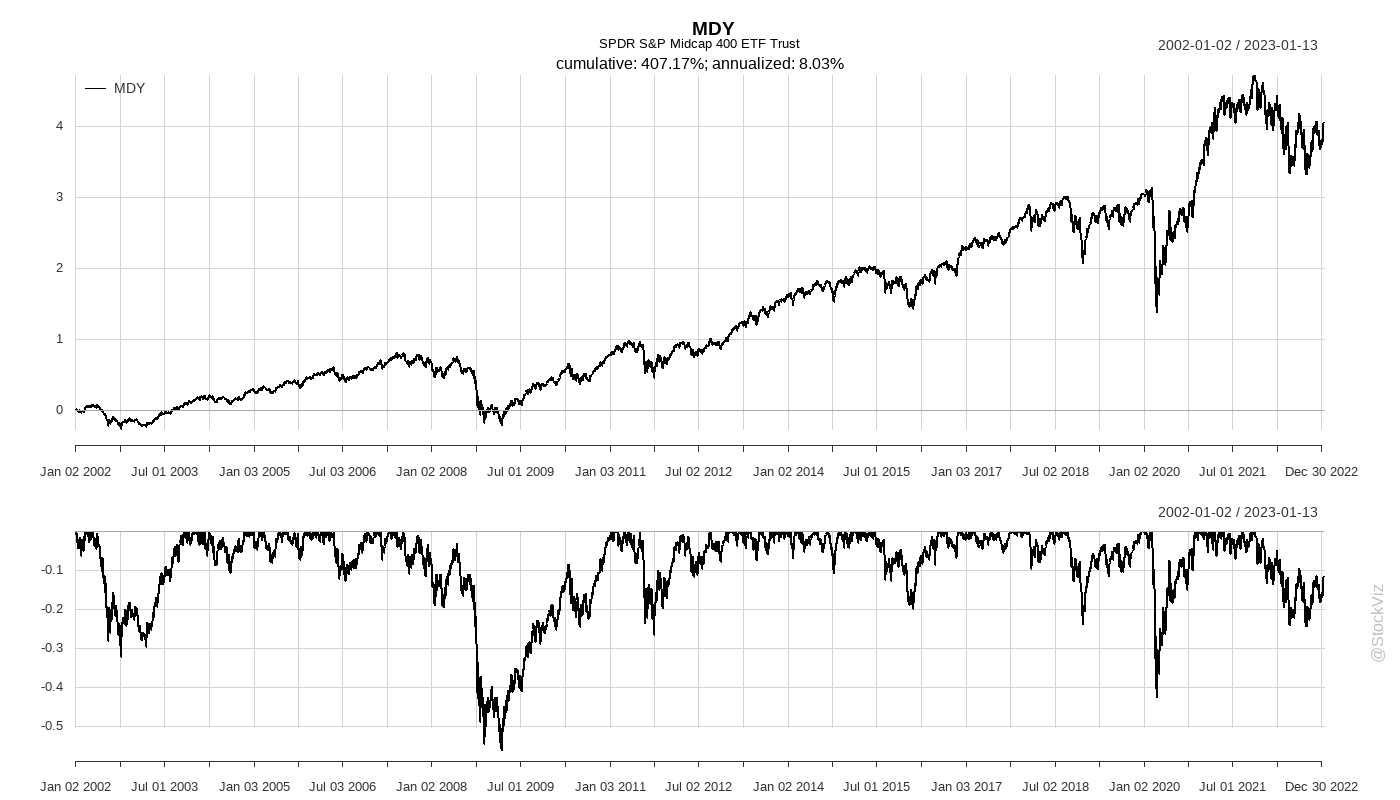 MDY
SPDR S&P Midcap 400 ETF Trust
cumulative: 407.17%; annualized: 8.03%
2002-01-02 / 2023-01-13
MDY
4
3
2
1
0
Jan 02 2002 Jul 01 2003 Jan 03 2005 Jul 03 2006 Jan 02 2008 Jul 01 2009 Jan 03 2011 Jul 02 2012 Jan 02 2014 Jul 01 2015 Jan 03 2017 Jul 02 2018 Jan 02 2020 Jul 01 2021 Dec 30 2022
2002-01-02 / 2023-01-13
-0.1
-0.2
-0.3
-0.4
-0.5
Jan 02 2002 Jul 01 2003 Jan 03 2005 Jul 03 2006 Jan 02 2008 Jul 01 2009 Jan 03 2011 Jul 02 2012 Jan 02 2014 Jul 01 2015 Jan 03 2017 Jul 02 2018 Jan 02 2020 Jul 01 2021 Dec 30 2022
@StockViz